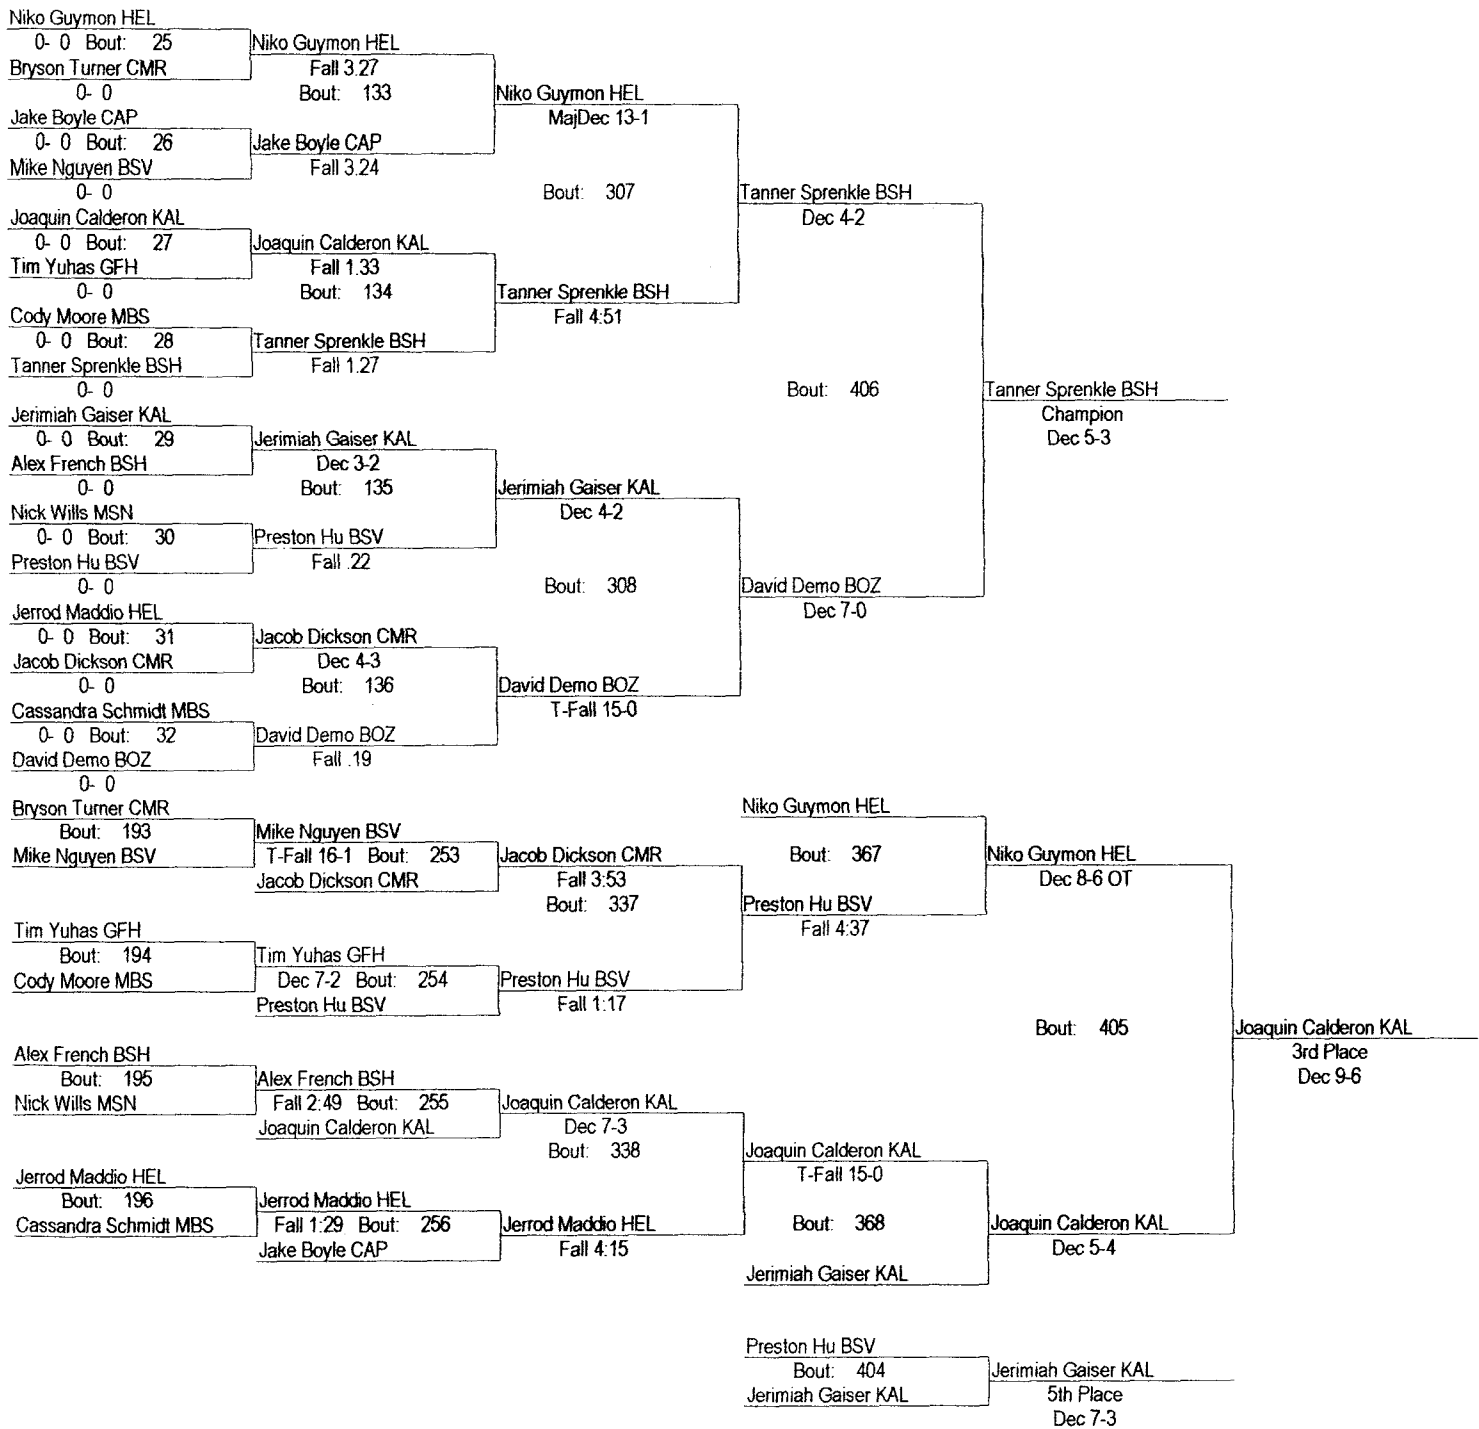 Niko Guymon HEL
0- 0 Bout: 25
Bryson Turner CMR
0- 0
Jake Boyle CAP
0- 0 Bout: 26
Mike Nguyen BSV
0- 0
Joaquin Calderon KAL
0- 0 Bout: 27
Tim Yuhas GFH
0- 0
Cody Moore MBS
0- 0 Bout: 28
Tanner Sprenkle BSH
0- 0
Jerimiah Gaiser KAL
0- 0 Bout: 29
Alex French BSH
0- 0
Nick Wills MSN
0- 0 Bout: 30
Preston Hu BSV
0- 0
Jerrod Maddio HEL
0- 0 Bout: 31
Jacob Dickson CMR
0- 0
Cassandra Schmidt MBS
0- 0 Bout: 32
David Demo BOZ
0- 0
Niko Guymon HEL
Fall 3.27
Bout: 133
Jake Boyle CAP
Fall 3.24
Joaquin Calderon KAL
Fall 1.33
Bout: 134
Tanner Sprenkle BSH
Fall 1.27
Jerimiah Gaiser KAL
Dec 3-2
Bout: 135
Preston Hu BSV
Fall .22
Jacob Dickson CMR
Dec 4-3
Bout: 136
David Demo BOZ
Fall .19
Niko Guymon HEL
MajDec 13-1
Bout: 307
Tanner Sprenkle BSH
Fall 4:51
Jerimiah Gaiser KAL
Dec 4-2
Bout: 308
David Demo BOZ
T-Fall 15-0
Tanner Sprenkle BSH
Dec 4-2
Bout: 406
David Demo BOZ
Dec 7-0
Tanner Sprenkle BSH
Champion
Dec 5-3
Bryson Turner CMR
Bout: 193
Mike Nguyen BSV
Tim Yuhas GFH
Bout: 194
Cody Moore MBS
Alex French BSH
Bout: 195
Nick Wills MSN
Jerrod Maddio HEL
Bout: 196
Cassandra Schmidt MBS
Mike Nguyen BSV
T-Fall 16-1 Bout: 253
Jacob Dickson CMR
Tim Yuhas GFH
Dec 7-2 Bout: 254
Preston Hu BSV
Alex French BSH
Fall 2:49 Bout: 255
Joaquin Calderon KAL
Jerrod Maddio HEL
Fall 1:29 Bout: 256
Jake Boyle CAP
Jacob Dickson CMR
Fall 3:53
Bout: 337
Preston Hu BSV
Fall 1:17
Joaquin Calderon KAL
Dec 7-3
Bout: 338
Jerrod Maddio HEL
Fall 4:15
Niko Guymon HEL
Bout: 367
Preston Hu BSV
Fall 4:37
Joaquin Calderon KAL
T-Fall 15-0
Bout: 368
Jerimiah Gaiser KAL
Niko Guymon HEL
Dec 8-6 OT
Bout: 405
Joaquin Calderon KAL
Dec 5-4
Joaquin Calderon KAL
3rd Place
Dec 9-6
Preston Hu BSV
Bout: 404
Jerimiah Gaiser KAL
Jerimiah Gaiser KAL
5th Place
Dec 7-3